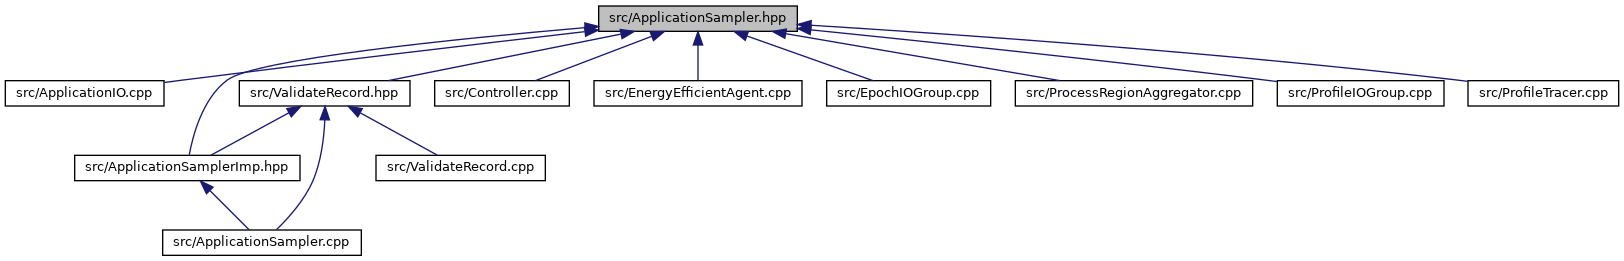 src/ApplicationSampler.hpp
src/ApplicationIO.cpp
src/ValidateRecord.hpp
src/Controller.cpp
src/EnergyEfficientAgent.cpp
src/EpochIOGroup.cpp
src/ProcessRegionAggregator.cpp
src/ProfileIOGroup.cpp
src/ProfileTracer.cpp
src/ApplicationSamplerImp.hpp
src/ValidateRecord.cpp
src/ApplicationSampler.cpp